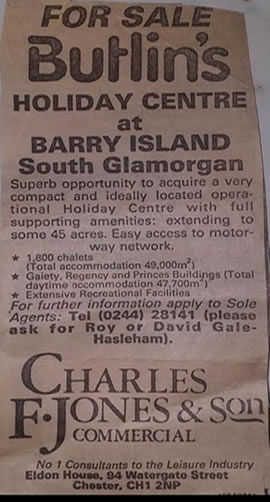 FOR SALE
Butlin's
HOLIDAY CENTRE
at
BARRY ISLAND
South Glamorgan
Superb opportunity to acquire a very
compact and ideally located opera-
tional Holiday Centre with full
supporting amenities: extending to
some 45 acres. Easy access to motor-
way network.
★ 1,800 chalets
(Total accommodation 49,000m²)
★ Gaiety, Regency and Princes Buildings (Total
daytime accommodation 47,700m²)
★ Extensive Recreational Facilities
For further information apply to Sole
Agents: Tel (0244) 28141 (please
ask for Roy or David Gale-
Hasleham).
CHARLES
F·JONES & Son
COMMERCIAL
No 1 Consultants to the Leisure Industry
Eldon House, 94 Watergate Street
Chester, CH1 2NP